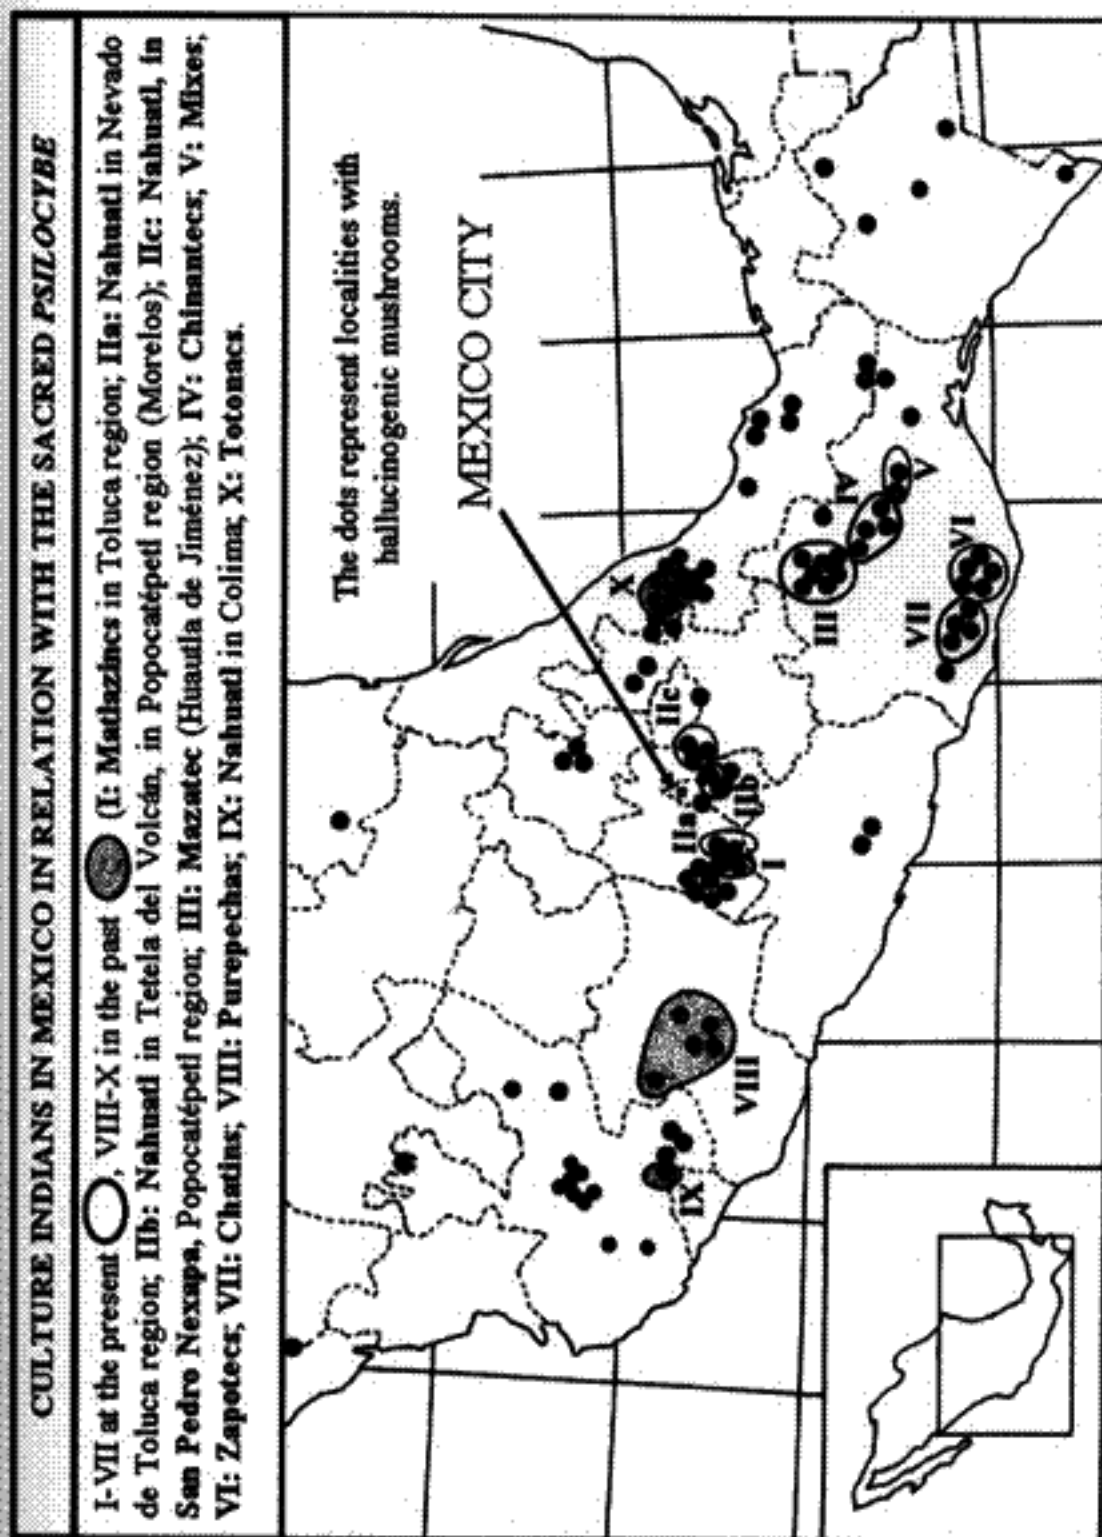 CULTURE INDIANS IN MEXICO IN RELATION WITH THE SACRED PSILOCYBE
I-VII at the present , VIII-X in the past (I: Matazincs in Toluca region; IIa: Nahuatl in Nevado
de Toluca region; IIb: Nahuatl in Tetela del Volcán, in Popocatépetl region (Morelos); IIc: Nahuatl, in
San Pedro Nexapa, Popocatépetl region; III: Mazatec (Huautla de Jiménez); IV: Chinantecs; V: Mixes;
VI: Zapotecs; VII: Chatins; VIII: Purepechas; IX: Nahuatl in Colima; X: Totonacs.
The dots represent localities with
hallucinogenic mushrooms.
MEXICO CITY
X
IIc
IIa
IIb
I
III
IV
V
VI
VII
VIII
IX